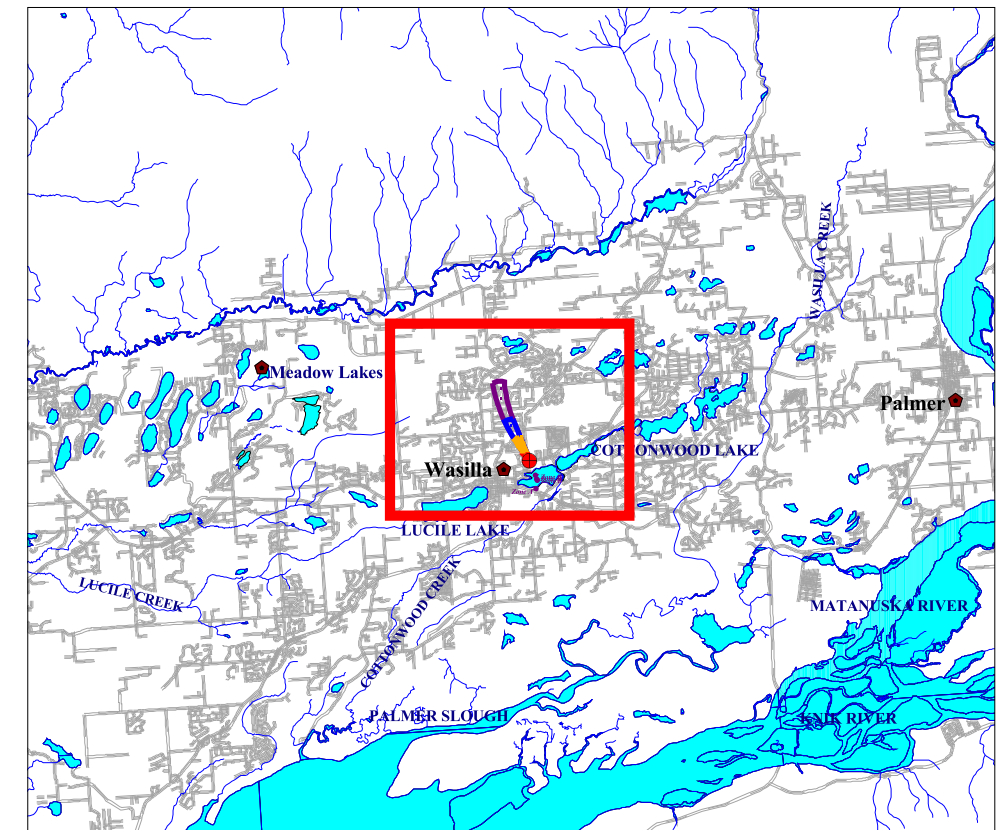 WASILLA CREEK
Meadow Lakes
Palmer
COTTONWOOD LAKE
Wasilla
LUCILE LAKE
LUCILE CREEK
COTTONWOOD CREEK
MATANUSKA RIVER
PALMER SLOUGH
KNIK RIVER